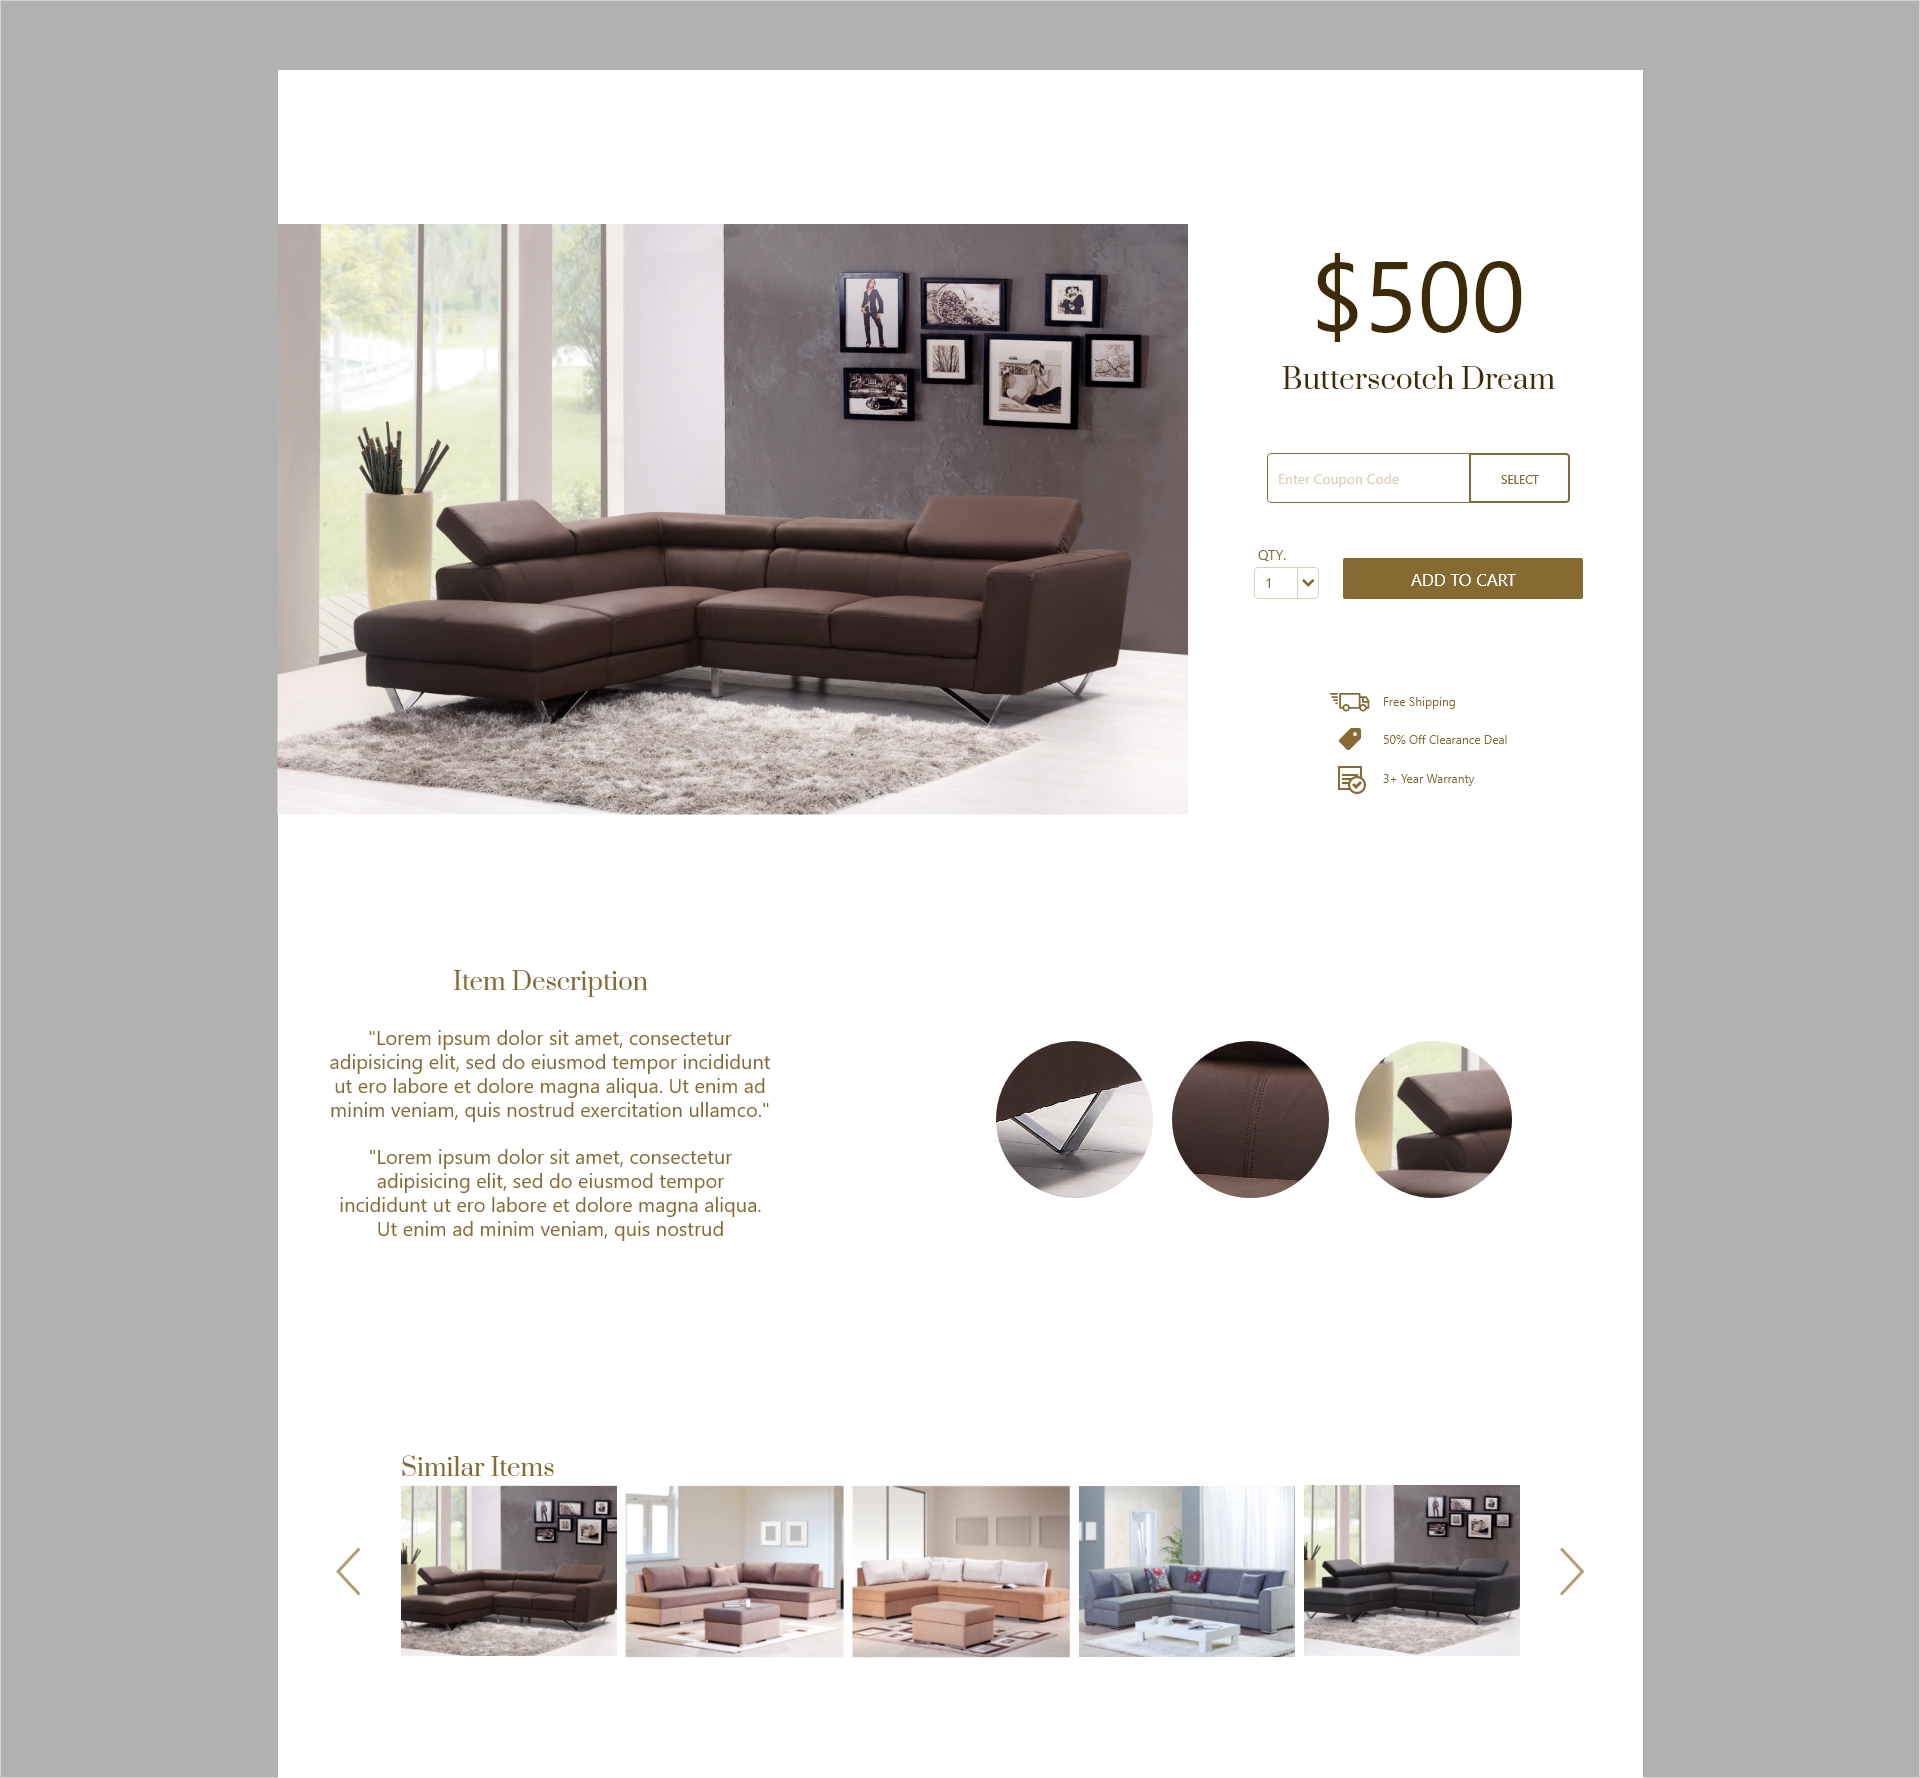 $500
Butterscotch Dream
Enter Coupon Code
SELECT
QTY.
1
ADD TO CART
Free Shipping
50% Off Clearance Deal
3+ Year Warranty
Item Description
"Lorem ipsum dolor sit amet, consectetur
adipisicing elit, sed do eiusmod tempor incididunt
ut ero labore et dolore magna aliqua. Ut enim ad
minim veniam, quis nostrud exercitation ullamco."
"Lorem ipsum dolor sit amet, consectetur
adipisicing elit, sed do eiusmod tempor
incididunt ut ero labore et dolore magna aliqua.
Ut enim ad minim veniam, quis nostrud
Similar Items